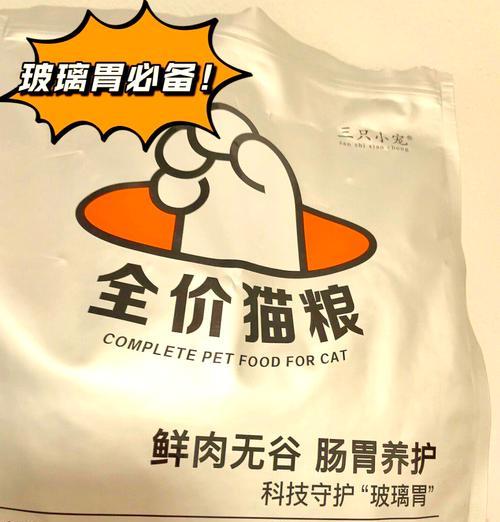 玻璃胃必备!
三只小宠®
san zhi xiao chong
全价猫粮
COMPLETE PET FOOD FOR CAT
鲜肉无谷 肠胃养护
科技守护“玻璃胃”